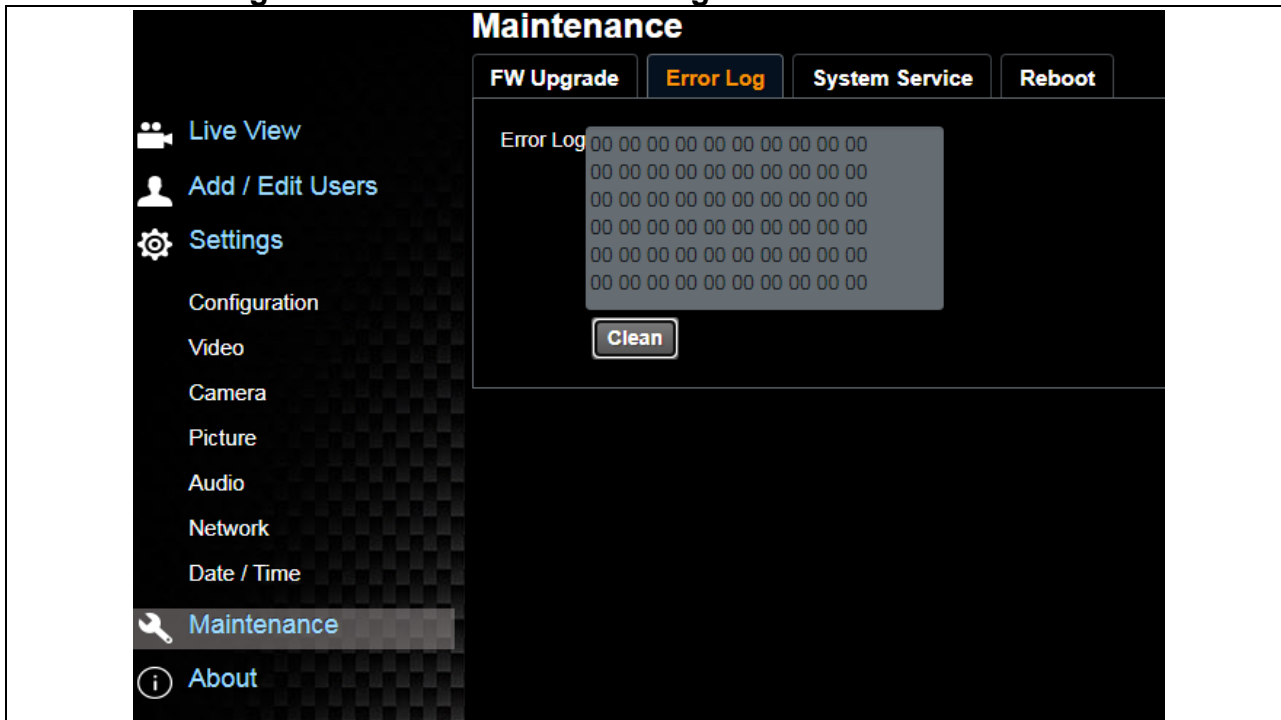 Maintenance
FW Upgrade Error Log System Service Reboot
Live View
Add / Edit Users
Settings
Configuration
Video
Camera
Picture
Audio
Network
Date / Time
Maintenance
About
Error Log
00 00 00 00 00 00 00 00 00 00
00 00 00 00 00 00 00 00 00 00
00 00 00 00 00 00 00 00 00 00
00 00 00 00 00 00 00 00 00 00
00 00 00 00 00 00 00 00 00 00
00 00 00 00 00 00 00 00 00 00
Clean